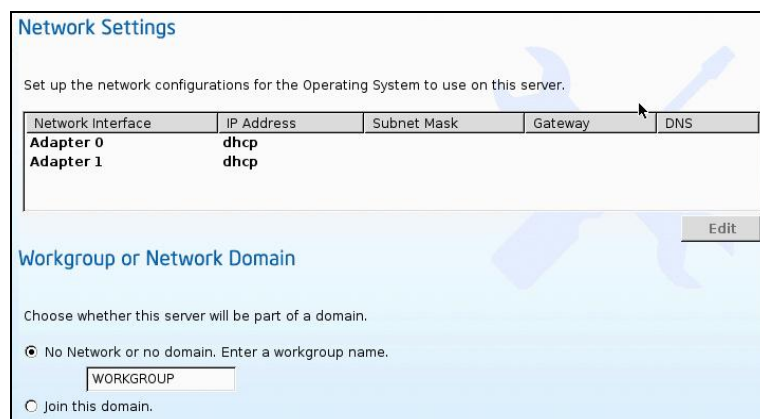 Network Settings
Set up the network configurations for the Operating System to use on this server.
Network Interface IP Address Subnet Mask Gateway DNS
Adapter 0 dhcp
Adapter 1 dhcp
Edit
Workgroup or Network Domain
Choose whether this server will be part of a domain.
No Network or no domain. Enter a workgroup name.
WORKGROUP
Join this domain.